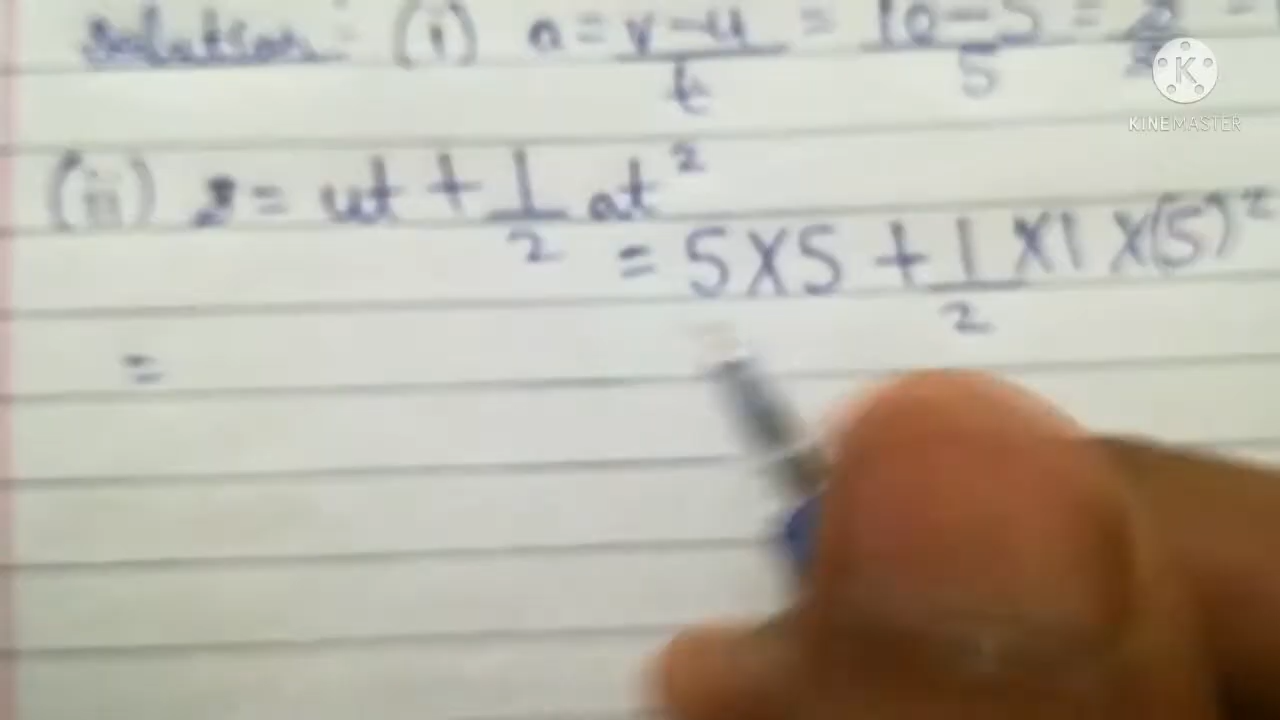 Solution:- (i) a = v-u/t = 10-5/5 =
(ii) s = ut + 1/2 at²
= 5×5 + 1/2 ×1 ×(5)²
=
K
KINEMASTER